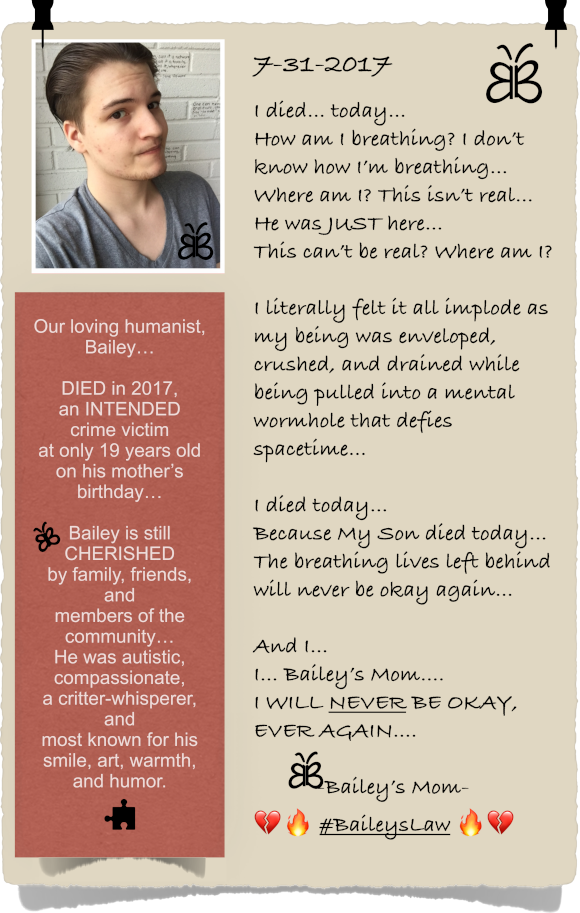 7-31-2017
I died... today...
How am I breathing? I don't
know how I'm breathing...
Where am I? This isn't real...
He was JUST here...
This can't be real? Where am I?
I literally felt it all implode as
my being was enveloped,
crushed, and drained while
being pulled into a mental
wormhole that defies
spacetime...
I died today...
Because My Son died today...
The breathing lives left behind
will never be okay again...
And I...
I... Bailey's Mom....
I WILL NEVER BE OKAY,
EVER AGAIN....
-Bailey's Mom-
💔🔥 #BaileysLaw 🔥💔
Our loving humanist,
Bailey…
DIED in 2017,
an INTENDED
crime victim
at only 19 years old
on his mother's
birthday…
Bailey is still
CHERISHED
by family, friends,
and
members of the
community…
He was autistic,
compassionate,
a critter-whisperer,
and
most known for his
smile, art, warmth,
and humor.